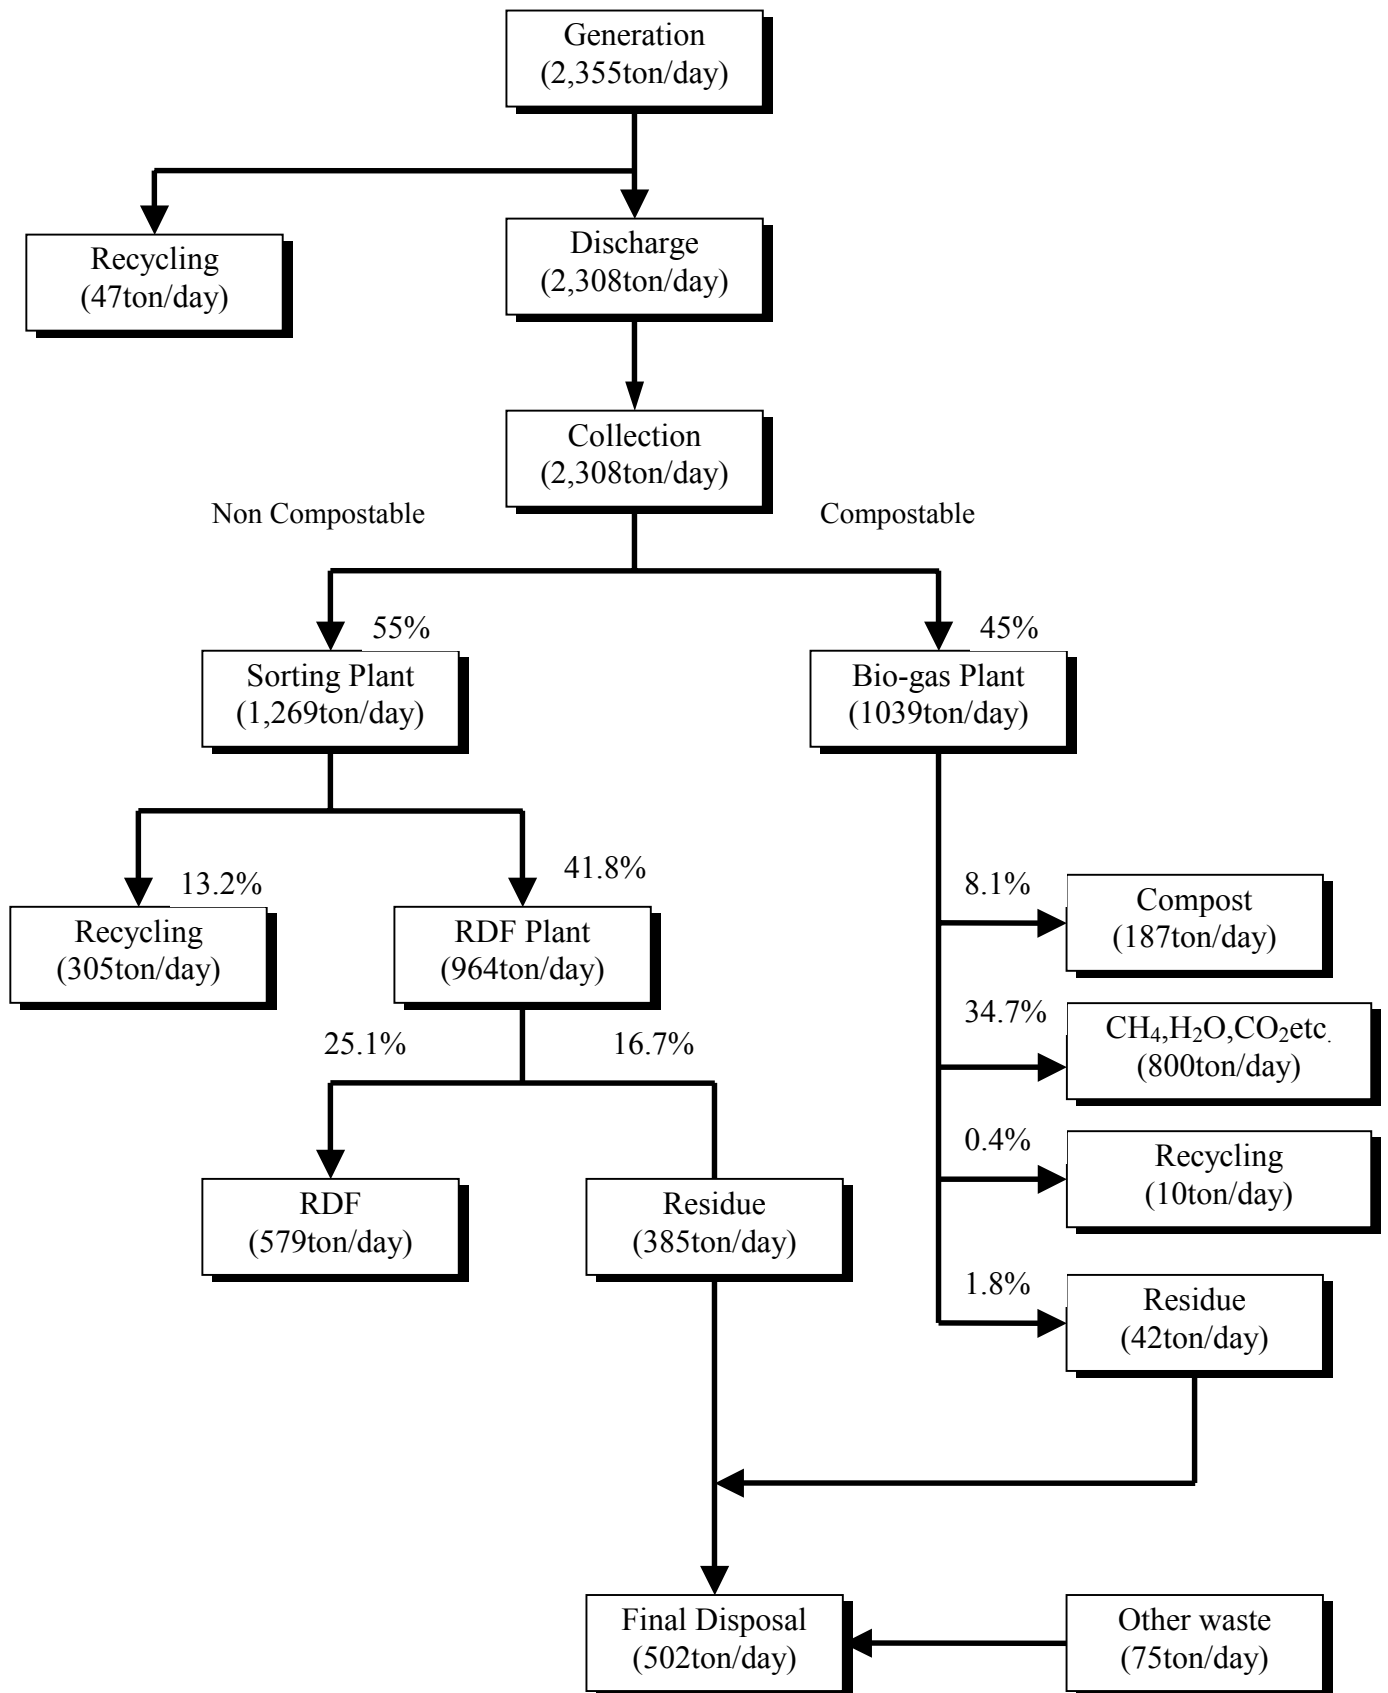 Generation
(2,355ton/day)
Recycling
(47ton/day)
Discharge
(2,308ton/day)
Collection
(2,308ton/day)
Non Compostable
Compostable
55%
45%
Sorting Plant
(1,269ton/day)
Bio-gas Plant
(1039ton/day)
13.2%
41.8%
Recycling
(305ton/day)
RDF Plant
(964ton/day)
25.1%
16.7%
RDF
(579ton/day)
Residue
(385ton/day)
8.1%
Compost
(187ton/day)
34.7%
CH₄,H₂O,CO₂etc.
(800ton/day)
0.4%
Recycling
(10ton/day)
1.8%
Residue
(42ton/day)
Final Disposal
(502ton/day)
Other waste
(75ton/day)